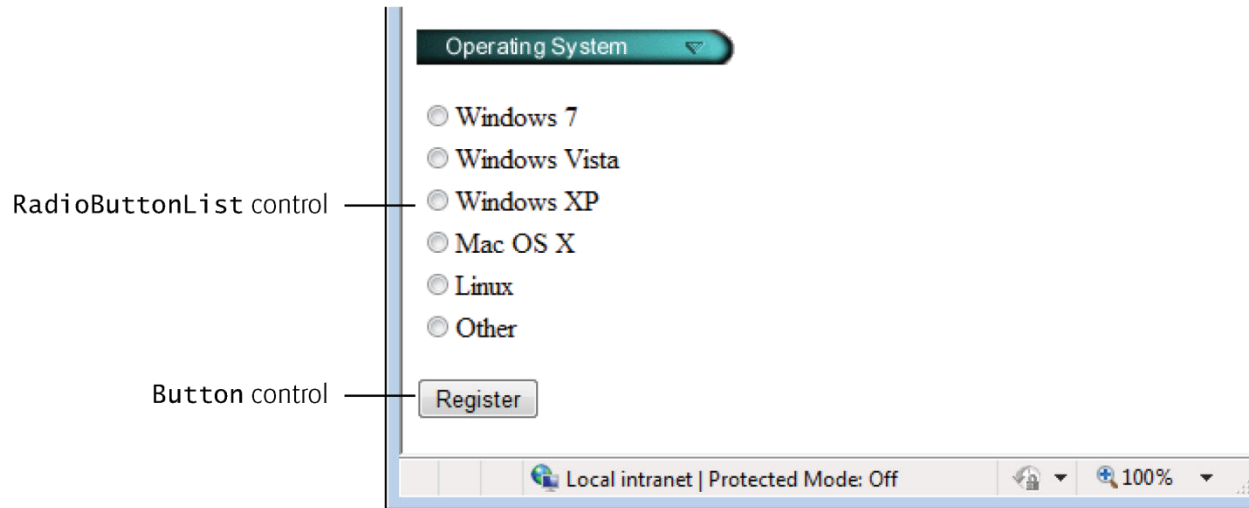 Operating System
Windows 7
Windows Vista
RadioButtonList control
Windows XP
Mac OS X
Linux
Other
Button control
Register
Local intranet | Protected Mode: Off
100%